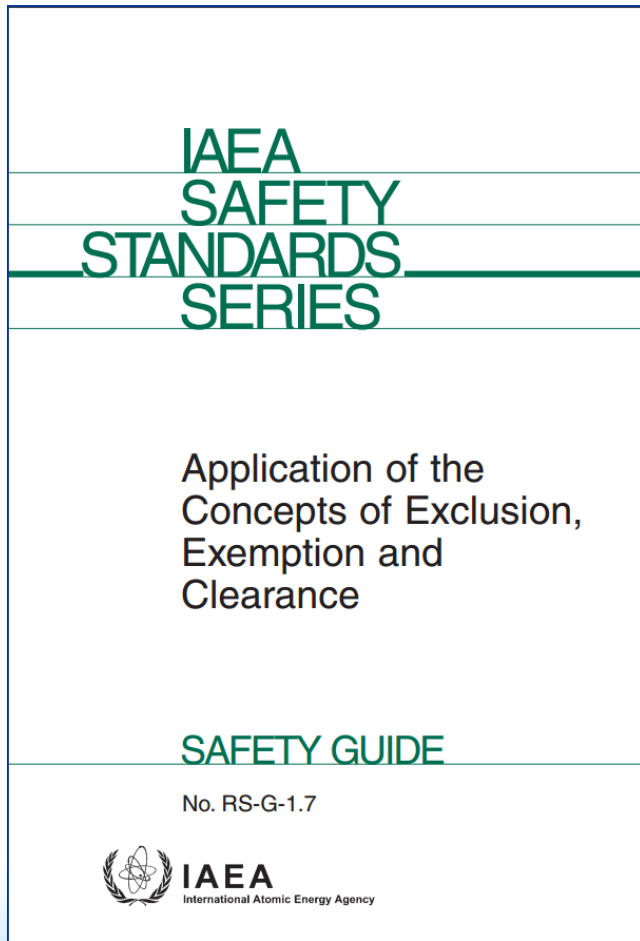 IAEA
SAFETY
STANDARDS
SERIES
Application of the
Concepts of Exclusion,
Exemption and
Clearance
SAFETY GUIDE
No. RS-G-1.7
IAEA
International Atomic Energy Agency